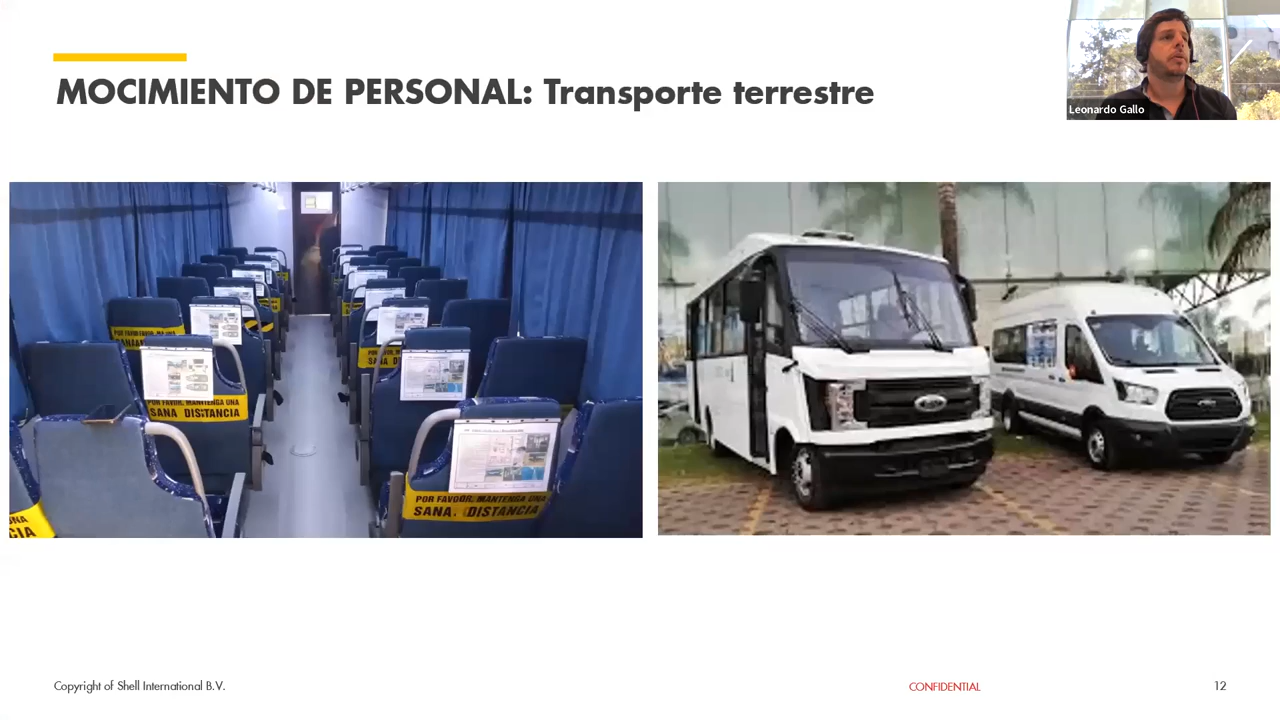 MOCIMIENTO DE PERSONAL: Transporte terrestre
Leonardo Gallo
POR FAVOR, MANTENGA UNA
SANA DISTANCIA
POR FAVOR, MANTENGA UNA
SANA DISTANCIA
Ford
Copyright of Shell International B.V.
CONFIDENTIAL
12